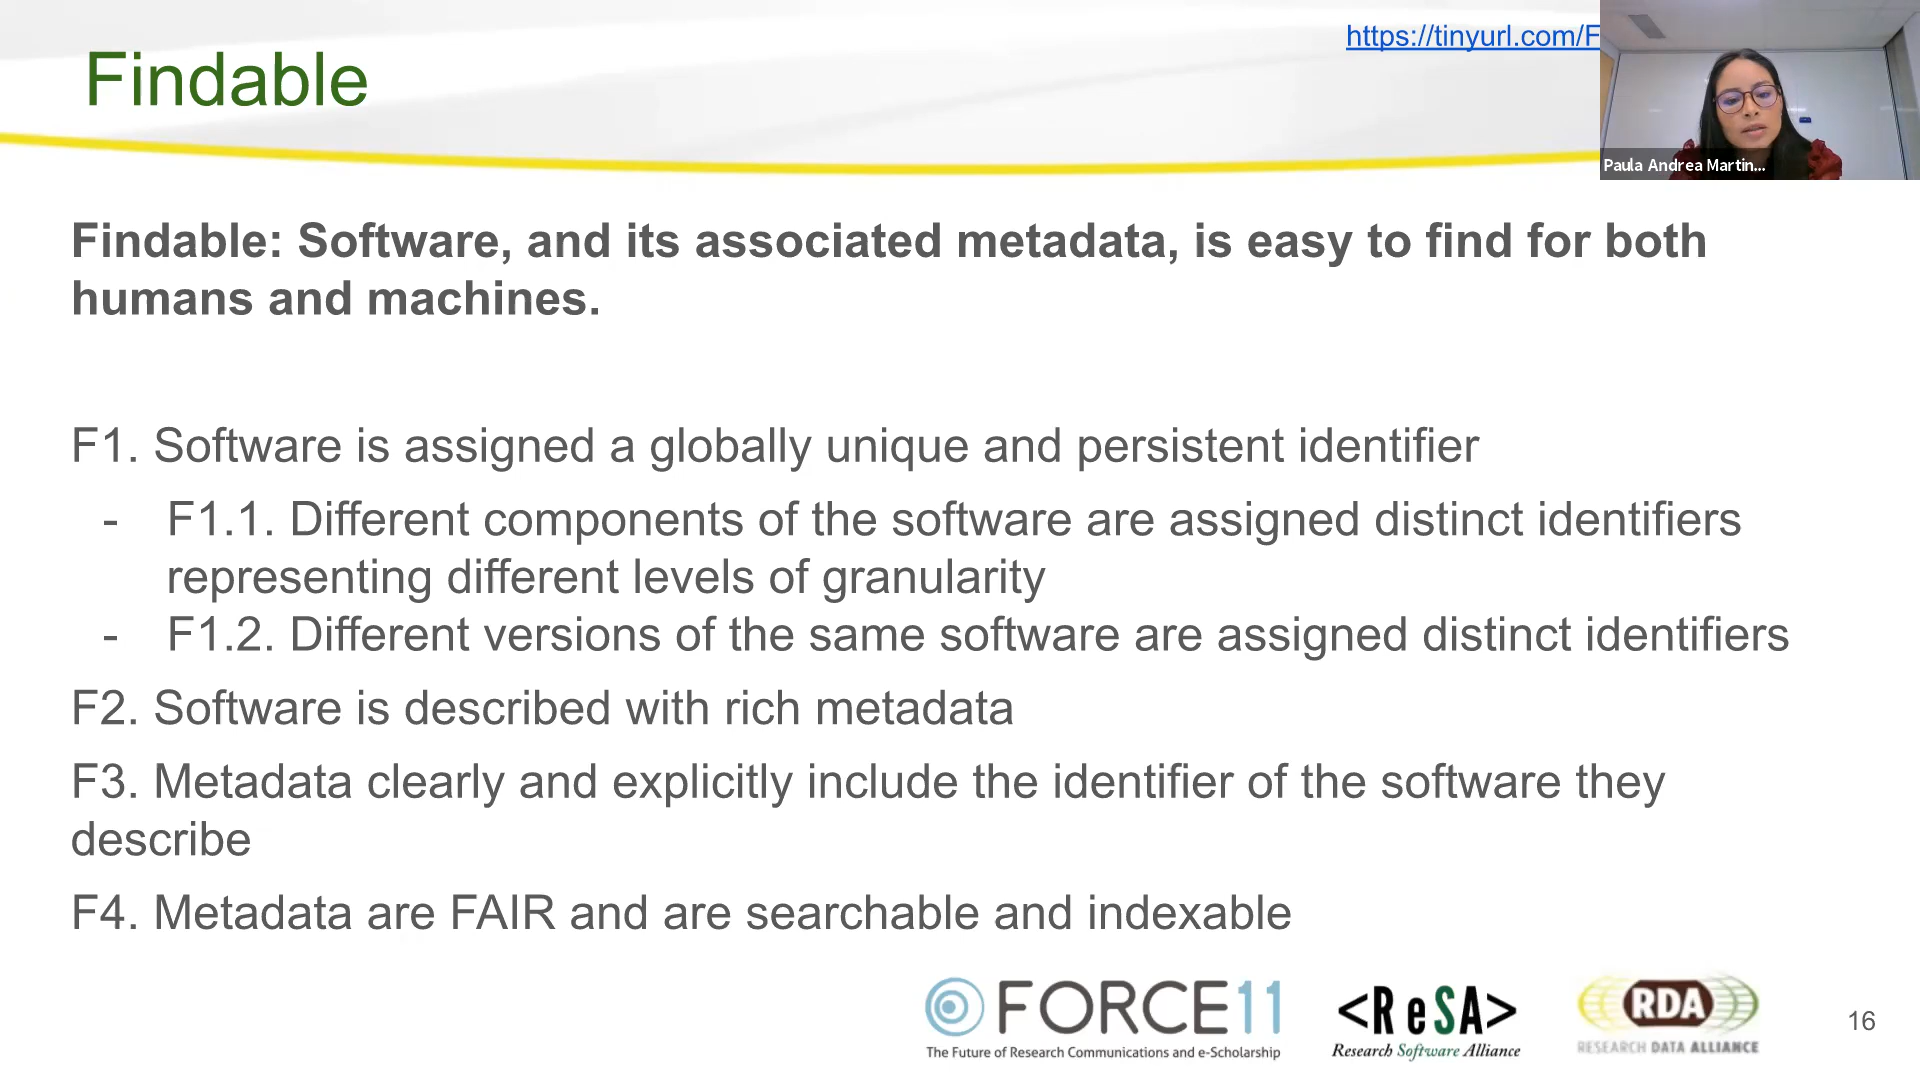 https://tinyurl.com/F
Findable
Paula Andrea Martin...
Findable: Software, and its associated metadata, is easy to find for both
humans and machines.
F1. Software is assigned a globally unique and persistent identifier
- F1.1. Different components of the software are assigned distinct identifiers
representing different levels of granularity
- F1.2. Different versions of the same software are assigned distinct identifiers
F2. Software is described with rich metadata
F3. Metadata clearly and explicitly include the identifier of the software they
describe
F4. Metadata are FAIR and are searchable and indexable
FORCE11
The Future of Research Communications and e-Scholarship
<ReSA>
Research Software Alliance
RDA
RESEARCH DATA ALLIANCE
16